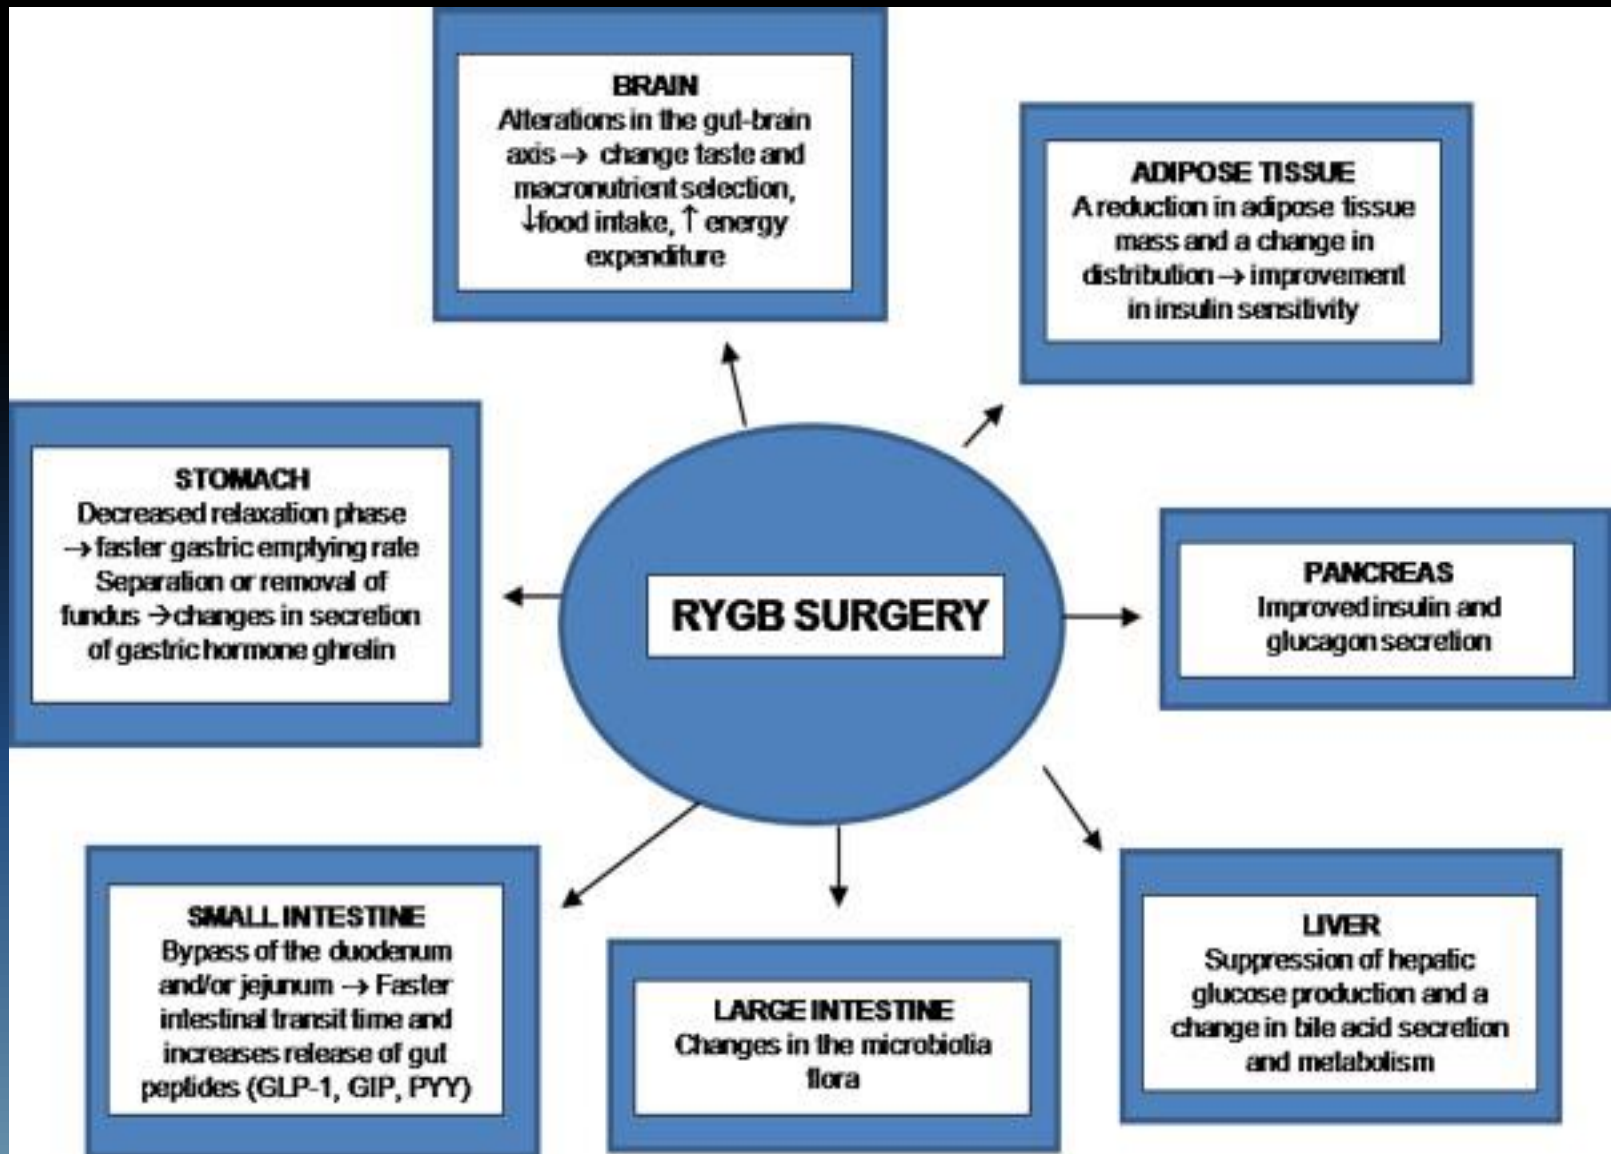 BRAIN
Alterations in the gut-brain
axis → change taste and
macronutrient selection,
↓food intake, ↑ energy
expenditure
ADIPOSE TISSUE
A reduction in adipose tissue
mass and a change in
distribution → improvement
in insulin sensitivity
STOMACH
Decreased relaxation phase
→ faster gastric emplying rate
Separation or removal of
fundus → changes in secretion
of gastric hormone ghrelin
RYGB SURGERY
PANCREAS
Improved insulin and
glucagon secretion
SMALL INTESTINE
Bypass of the duodenum
and/or jejunum → Faster
intestinal transit time and
increases release of gut
peptides (GLP-1, GIP, PYY)
LARGE INTESTINE
Changes in the microbiotia
flora
LIVER
Suppression of hepatic
glucose production and a
change in bile acid secretion
and metabolism